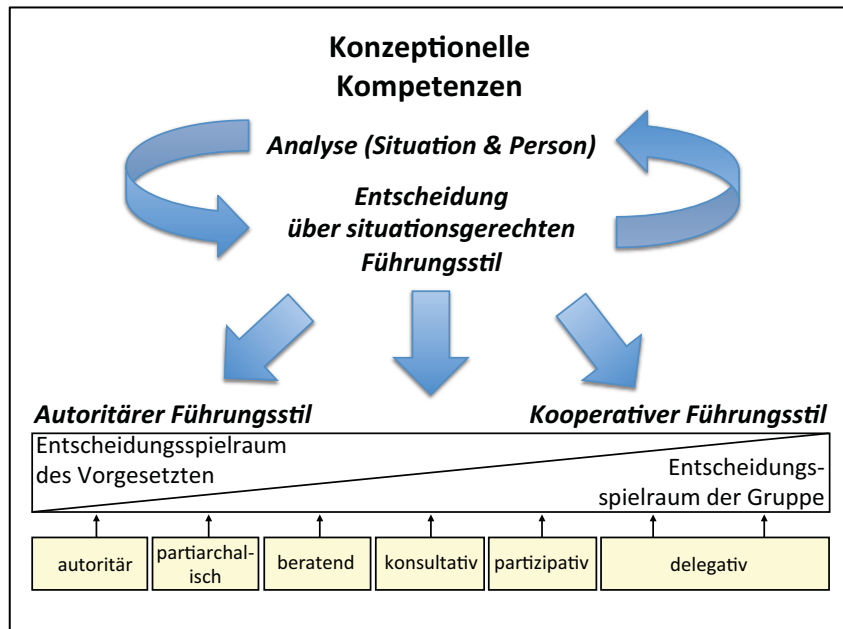 Konzeptionelle
Kompetenzen
Analyse (Situation & Person)
Entscheidung
über situationsgerechten
Führungsstil
Autoritärer Führungsstil
Kooperativer Führungsstil
Entscheidungsspielraum
des Vorgesetzten
Entscheidungs-
spielraum der Gruppe
autoritär
partiarchal-
isch
beratend
konsultativ
partizipativ
delegativ